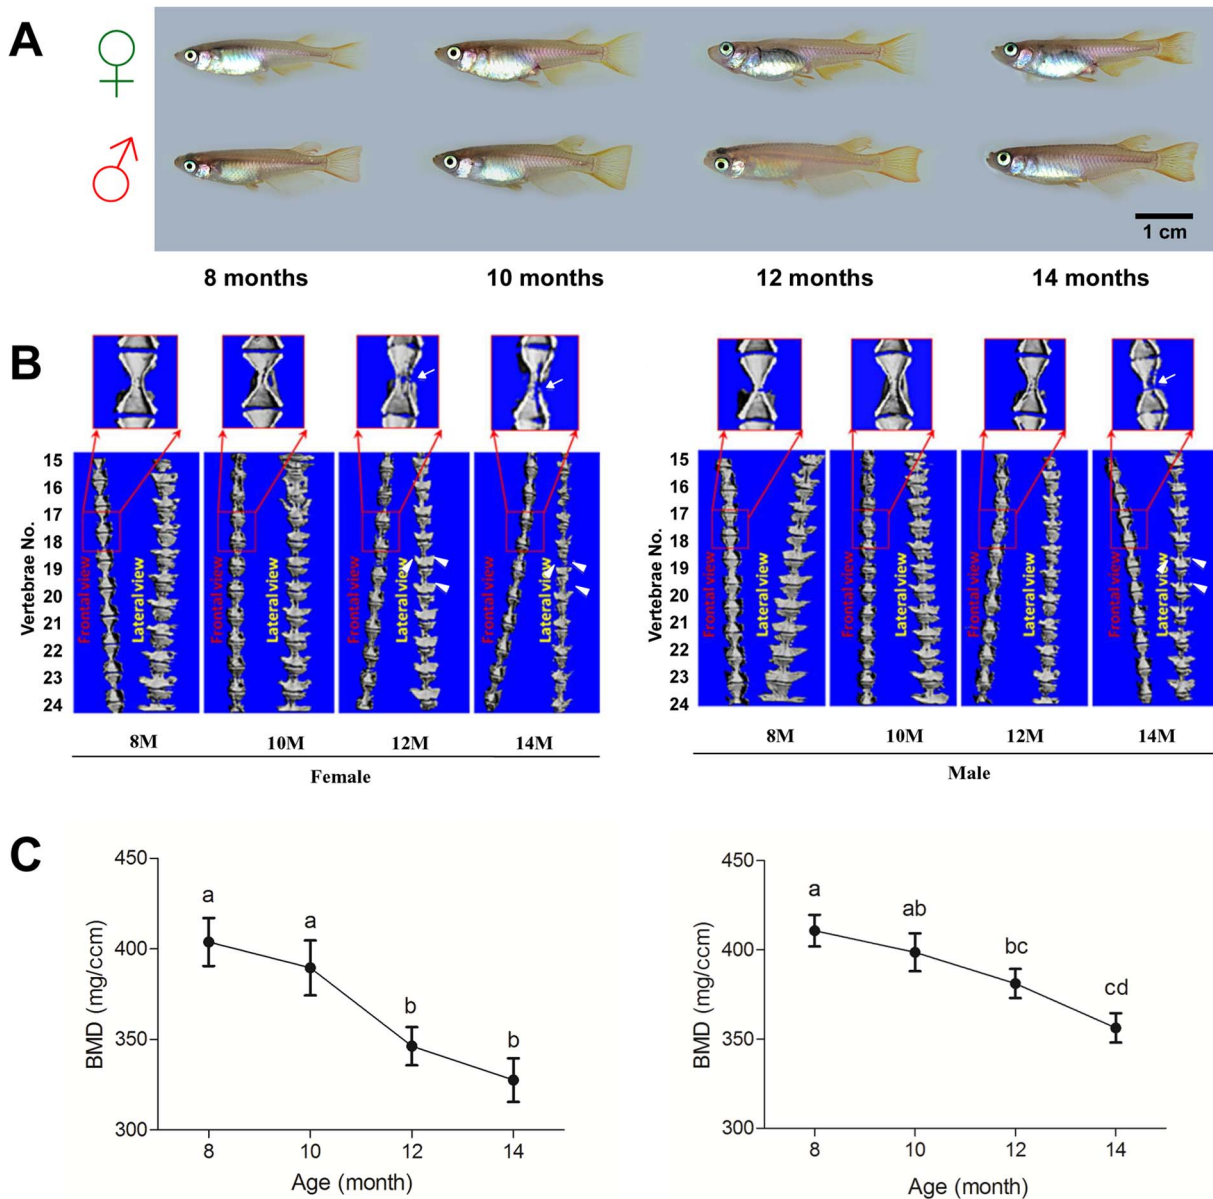 A
1 cm
8 months
10 months
12 months
14 months
B
Vertebrae No.
15
16
17
18
19
20
21
22
23
24
Frontal view
Lateral view
Frontal view
Lateral view
Frontal view
Lateral view
Frontal view
Lateral view
8M
10M
12M
14M
Female
Vertebrae No.
15
16
17
18
19
20
21
22
23
24
Frontal view
Lateral view
Frontal view
Lateral view
Frontal view
Lateral view
Frontal view
Lateral view
8M
10M
12M
14M
Male
C
BMD (mg/ccm)
450
400
350
300
a
a
b
b
8
10
12
14
Age (month)
BMD (mg/ccm)
450
400
350
300
a
ab
bc
cd
8
10
12
14
Age (month)